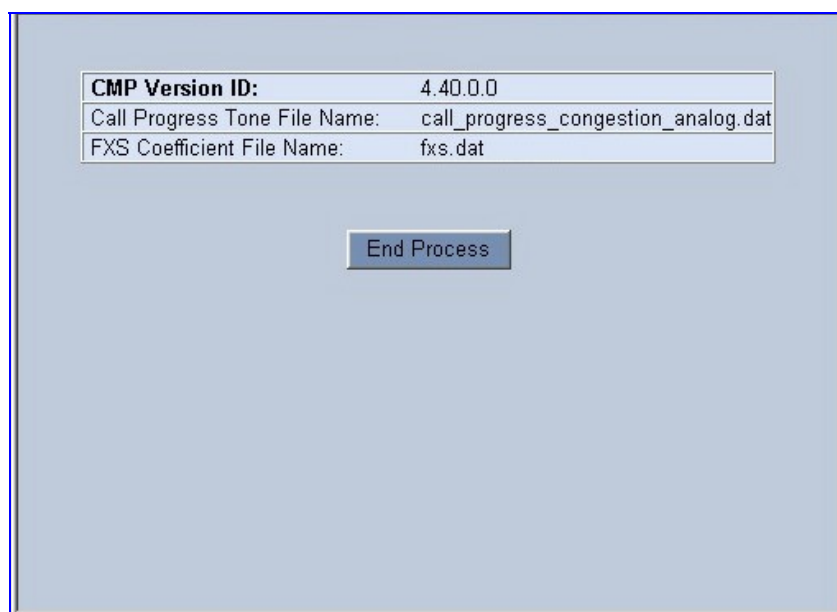 CMP Version ID: 4.40.0.0
Call Progress Tone File Name: call_progress_congestion_analog.dat
FXS Coefficient File Name: fxs.dat
End Process